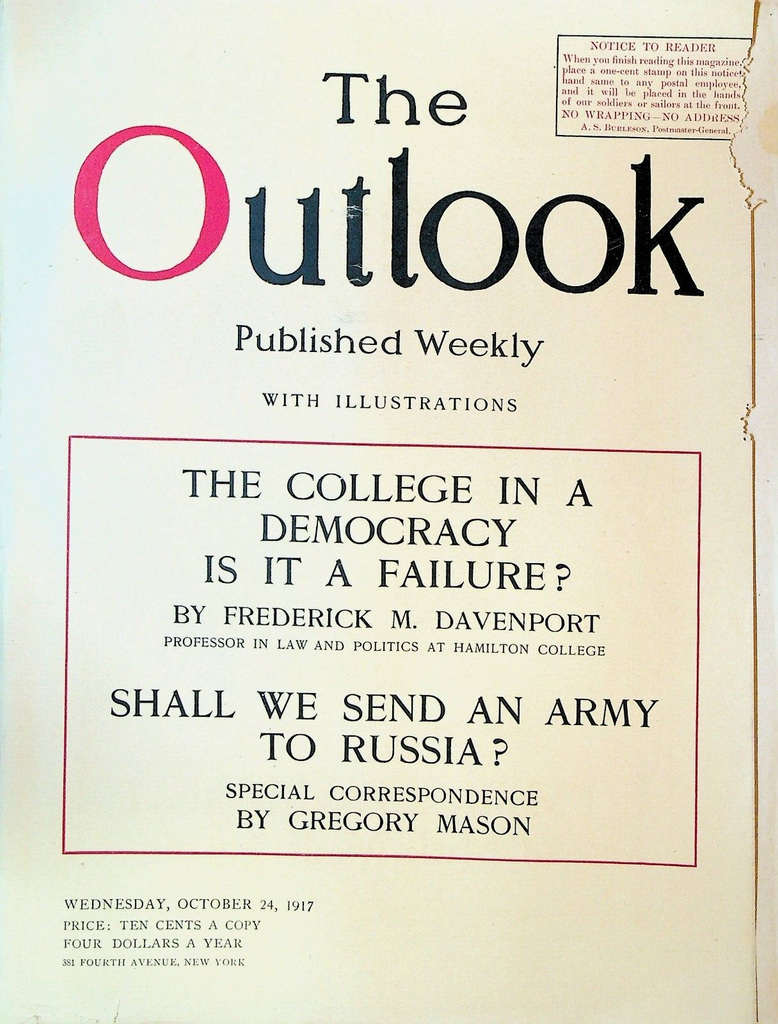 NOTICE TO READER
When you finish reading this magazine,
place a one-cent stamp on this notice,
hand same to any postal employee,
and it will be placed in the hands
of our soldiers or sailors at the front.
NO WRAPPING—NO ADDRESS
A. S. BURLESON, Postmaster-General.
The
Outlook
Published Weekly
WITH ILLUSTRATIONS
THE COLLEGE IN A
DEMOCRACY
IS IT A FAILURE?
BY FREDERICK M. DAVENPORT
PROFESSOR IN LAW AND POLITICS AT HAMILTON COLLEGE
SHALL WE SEND AN ARMY
TO RUSSIA?
SPECIAL CORRESPONDENCE
BY GREGORY MASON
WEDNESDAY, OCTOBER 24, 1917
PRICE: TEN CENTS A COPY
FOUR DOLLARS A YEAR
381 FOURTH AVENUE, NEW YORK